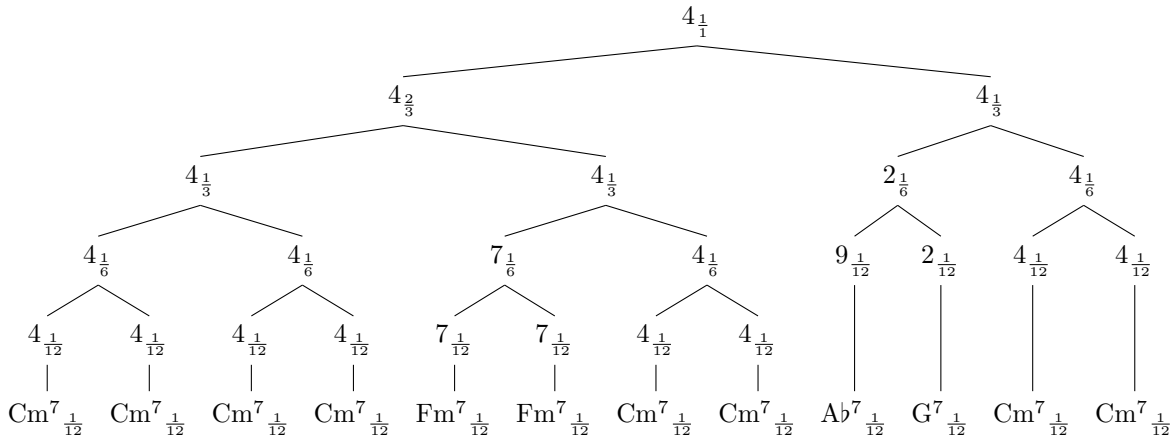 4 1/1
4 2/3 4 1/3
4 1/3 4 1/3 2 1/6 4 1/6
4 1/6 4 1/6 7 1/6 4 1/6 9 1/12 2 1/12 4 1/12 4 1/12
4 1/12 4 1/12 4 1/12 4 1/12 7 1/12 7 1/12 4 1/12 4 1/12
Cm⁷ 1/12 Cm⁷ 1/12 Cm⁷ 1/12 Cm⁷ 1/12 Fm⁷ 1/12 Fm⁷ 1/12 Cm⁷ 1/12 Cm⁷ 1/12 A♭⁷ 1/12 G⁷ 1/12 Cm⁷ 1/12 Cm⁷ 1/12